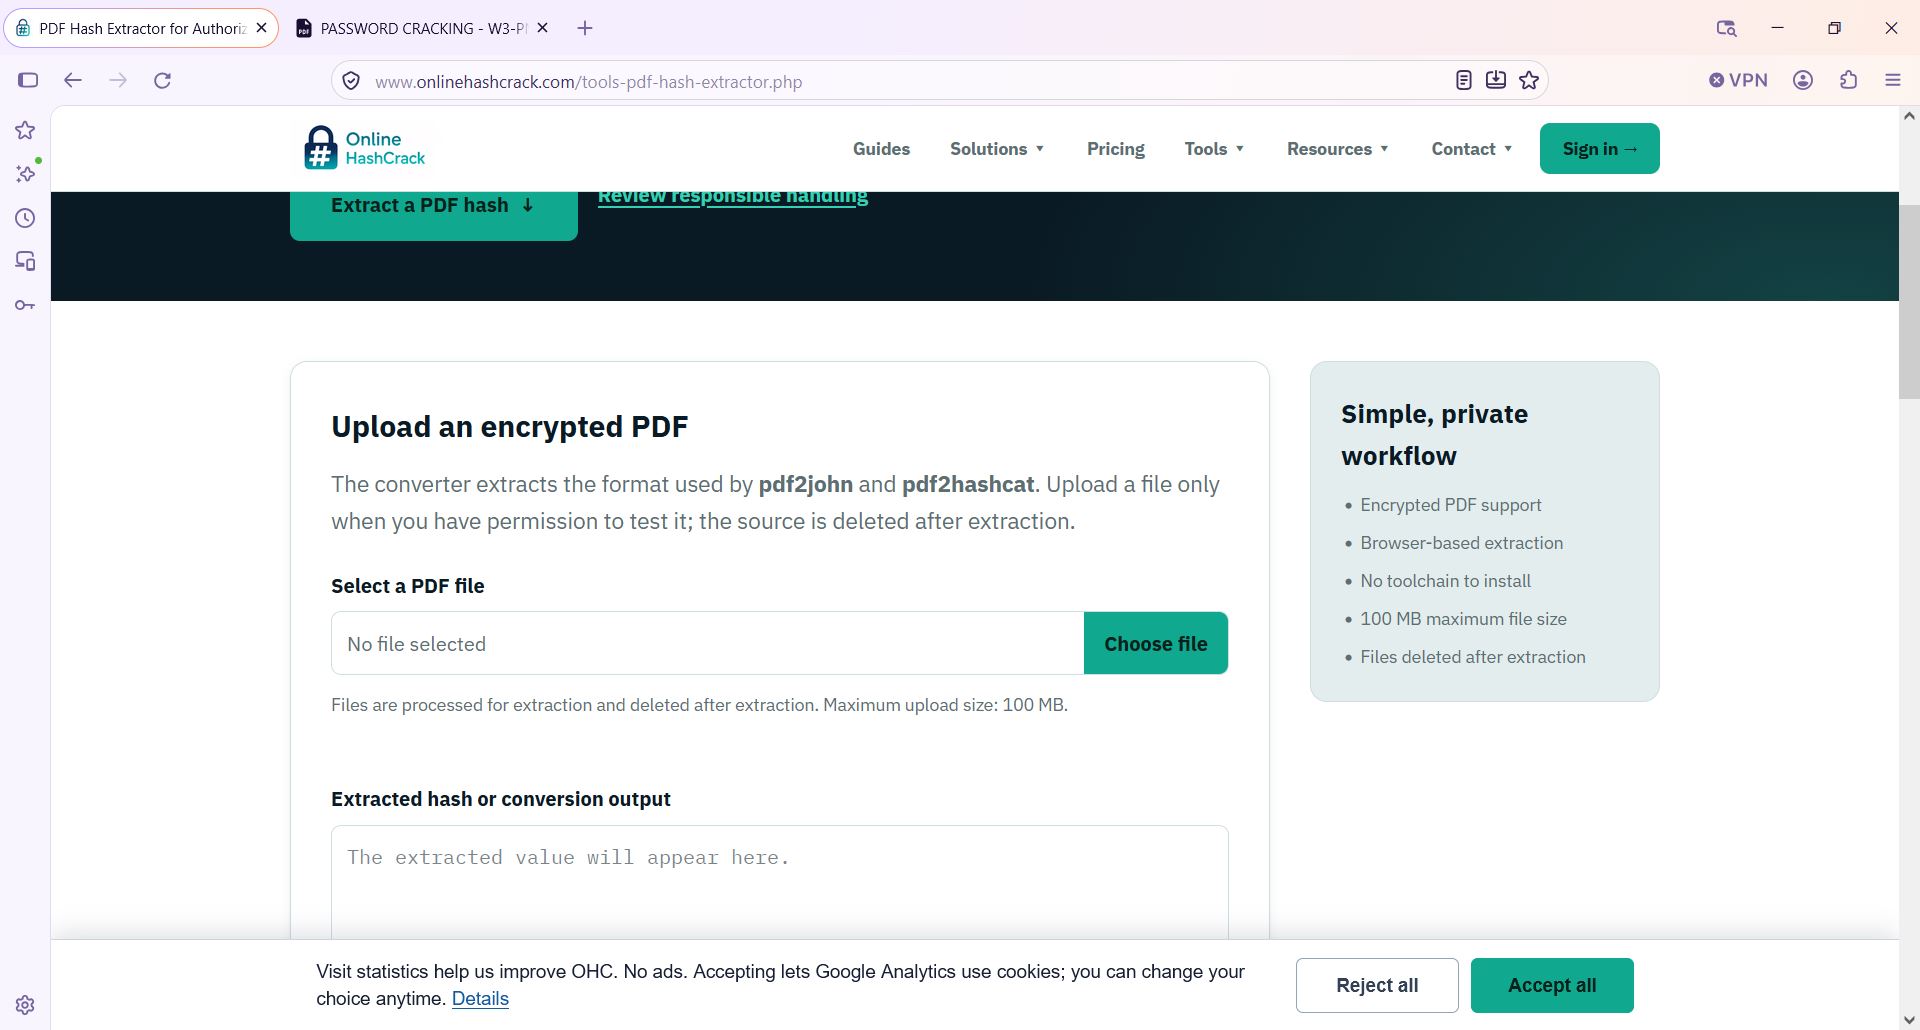 PDF Hash Extractor for Authoriz
PASSWORD CRACKING - W3-P
www.onlinehashcrack.com/tools-pdf-hash-extractor.php
VPN
Online
HashCrack
Guides
Solutions
Pricing
Tools
Resources
Contact
Sign in →
Extract a PDF hash ↓
Review responsible handling
Upload an encrypted PDF
The converter extracts the format used by pdf2john and pdf2hashcat. Upload a file only
when you have permission to test it; the source is deleted after extraction.
Select a PDF file
No file selected
Choose file
Files are processed for extraction and deleted after extraction. Maximum upload size: 100 MB.
Extracted hash or conversion output
The extracted value will appear here.
Simple, private
workflow
• Encrypted PDF support
• Browser-based extraction
• No toolchain to install
• 100 MB maximum file size
• Files deleted after extraction
Visit statistics help us improve OHC. No ads. Accepting lets Google Analytics use cookies; you can change your
choice anytime. Details
Reject all
Accept all